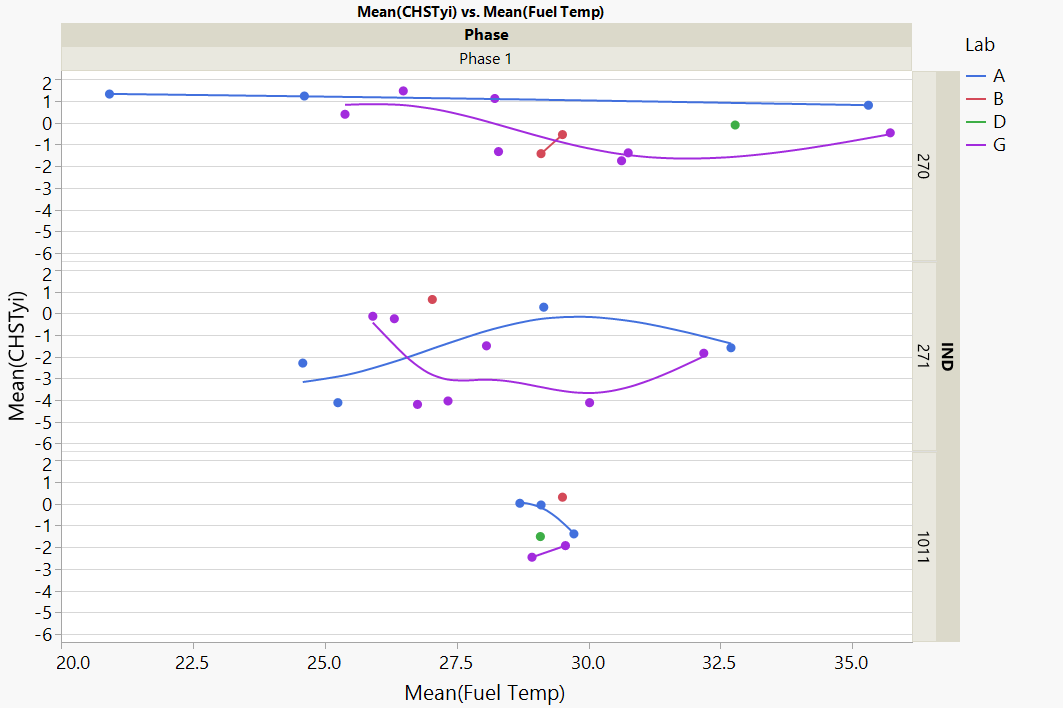 Mean(CHSTyi) vs. Mean(Fuel Temp)
Phase
Phase 1
Lab
A
B
D
G
Mean(CHSTyi)
2
1
0
-1
-2
-3
-4
-5
-6
270
2
1
0
-1
-2
-3
-4
-5
-6
271
IND
2
1
0
-1
-2
-3
-4
-5
-6
1011
20.0 22.5 25.0 27.5 30.0 32.5 35.0
Mean(Fuel Temp)